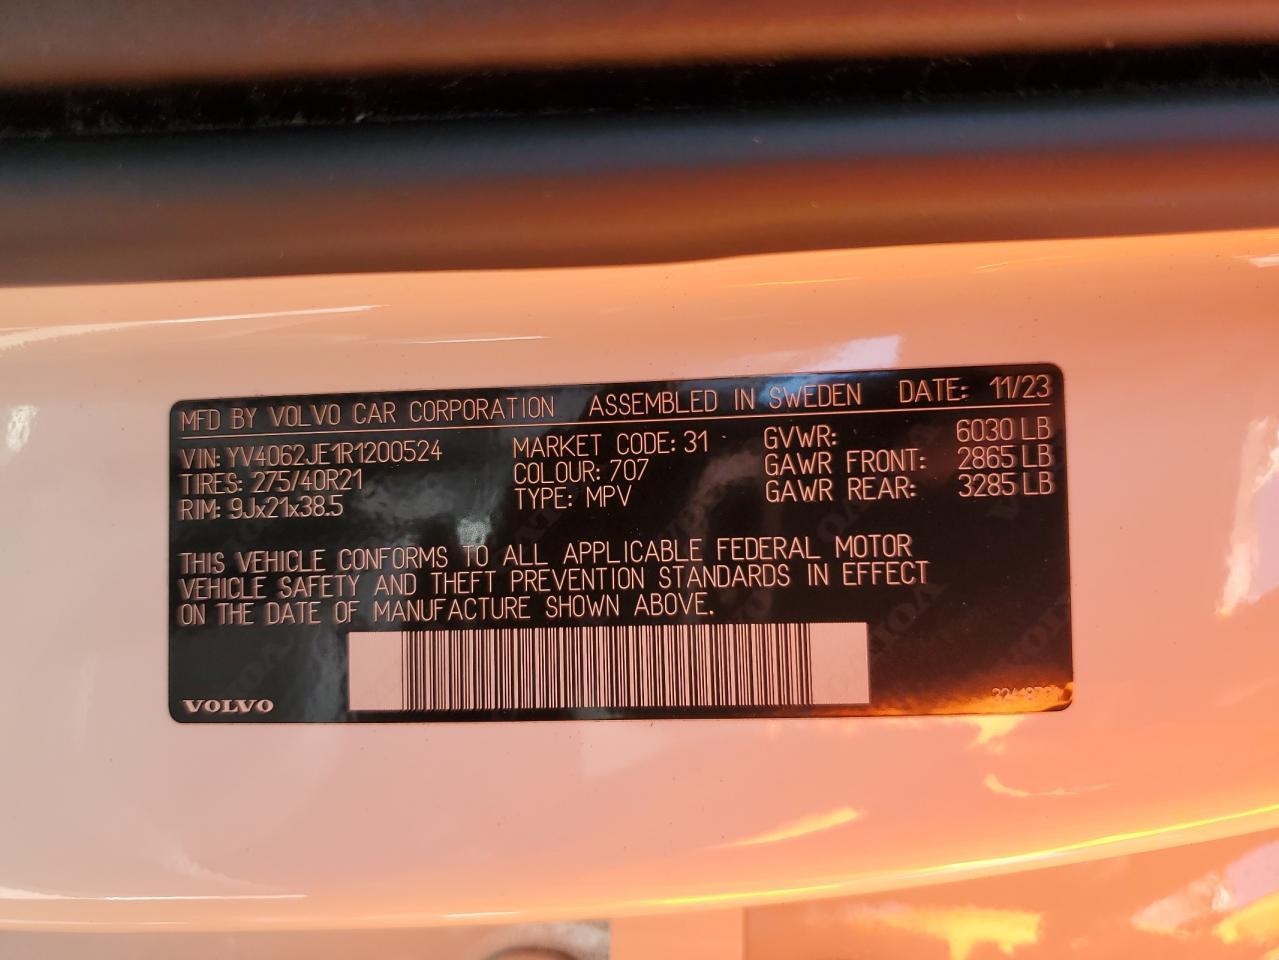 MFD BY VOLVO CAR CORPORATION ASSEMBLED IN SWEDEN DATE: 11/23
VIN: YV4062JE1R1200524 MARKET CODE: 31 GVWR: 6030 LB
TIRES: 275/40R21 COLOUR: 707 GAWR FRONT: 2865 LB
RIM: 9Jx21x38.5 TYPE: MPV GAWR REAR: 3285 LB
THIS VEHICLE CONFORMS TO ALL APPLICABLE FEDERAL MOTOR
VEHICLE SAFETY AND THEFT PREVENTION STANDARDS IN EFFECT
ON THE DATE OF MANUFACTURE SHOWN ABOVE.
VOLVO